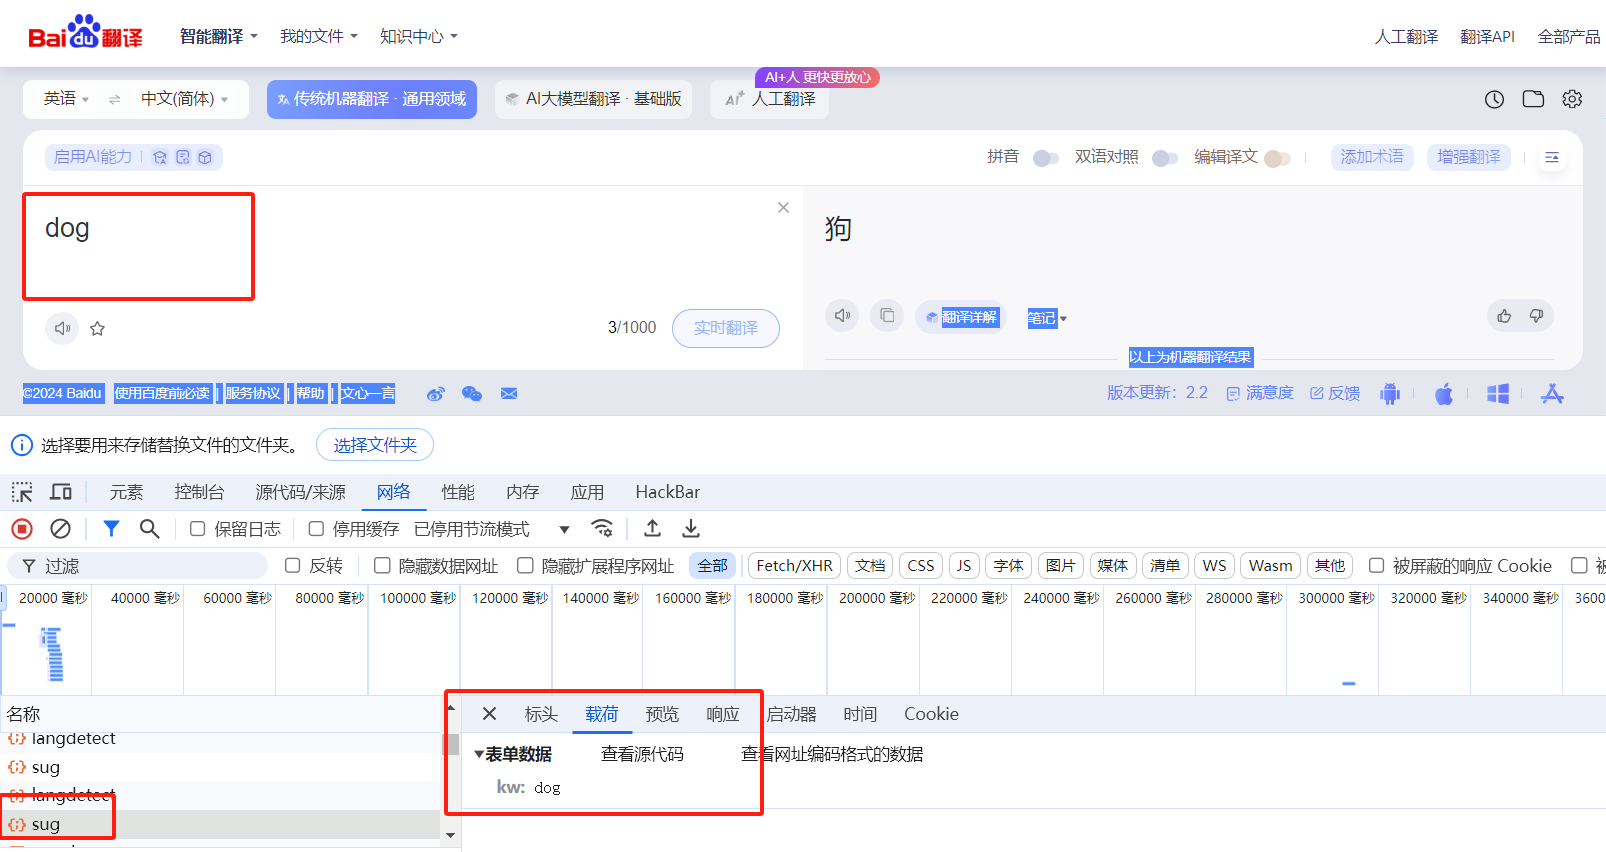 Bai du 翻译 智能翻译 我的文件 知识中心 人工翻译 翻译API 全部产品
AI+人 更快更放心
英语 中文(简体) 传统机器翻译 · 通用领域 AI大模型翻译 · 基础版 AI+ 人工翻译
启用AI能力 拼音 双语对照 编辑译文 添加术语 增强翻译
dog 狗
3/1000 实时翻译 翻译详解 笔记
以上为机器翻译结果
©2024 Baidu 使用百度前必读 | 服务协议 | 帮助 | 文心一言 版本更新：2.2 满意度 反馈
选择要用来存储替换文件的文件夹。 选择文件夹
元素 控制台 源代码/来源 网络 性能 内存 应用 HackBar
保留日志 停用缓存 已停用节流模式
过滤 反转 隐藏数据网址 隐藏扩展程序网址 全部 Fetch/XHR 文档 CSS JS 字体 图片 媒体 清单 WS Wasm 其他 被屏蔽的响应 Cookie
20000 毫秒 40000 毫秒 60000 毫秒 80000 毫秒 100000 毫秒 120000 毫秒 140000 毫秒 160000 毫秒 180000 毫秒 200000 毫秒 220000 毫秒 240000 毫秒 260000 毫秒 280000 毫秒 300000 毫秒 320000 毫秒 340000 毫秒 3600
名称 标头 载荷 预览 响应 启动器 时间 Cookie
langdetect
表单数据 查看源代码 查看网址编码格式的数据
sug
kw: dog
langdetect
sug